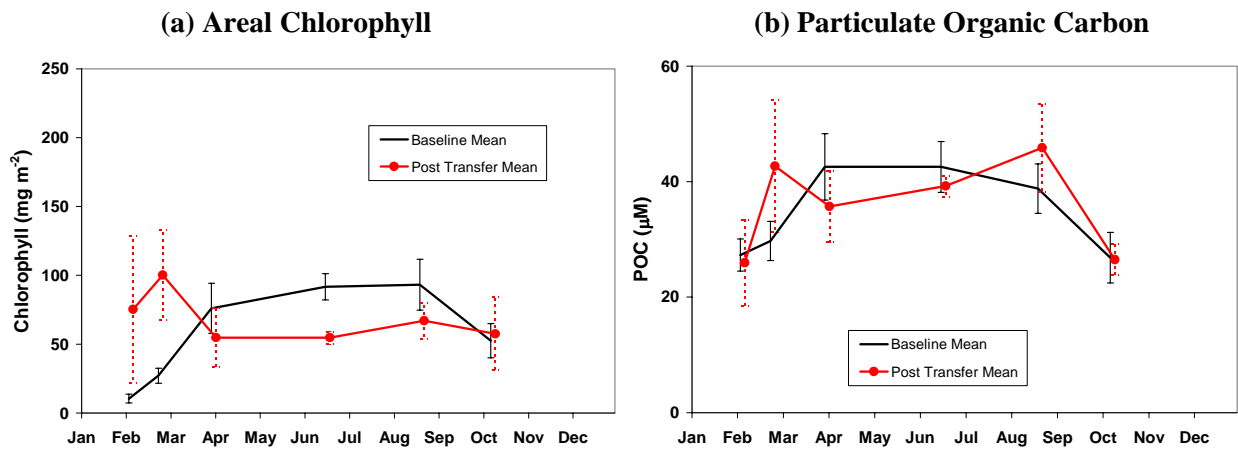 (a) Areal Chlorophyll
250
200
150
100
50
0
Chlorophyll (mg m⁻²)
Baseline Mean
Post Transfer Mean
Jan Feb Mar Apr May Jun Jul Aug Sep Oct Nov Dec
(b) Particulate Organic Carbon
60
40
20
0
POC (µM)
Baseline Mean
Post Transfer Mean
Jan Feb Mar Apr May Jun Jul Aug Sep Oct Nov Dec